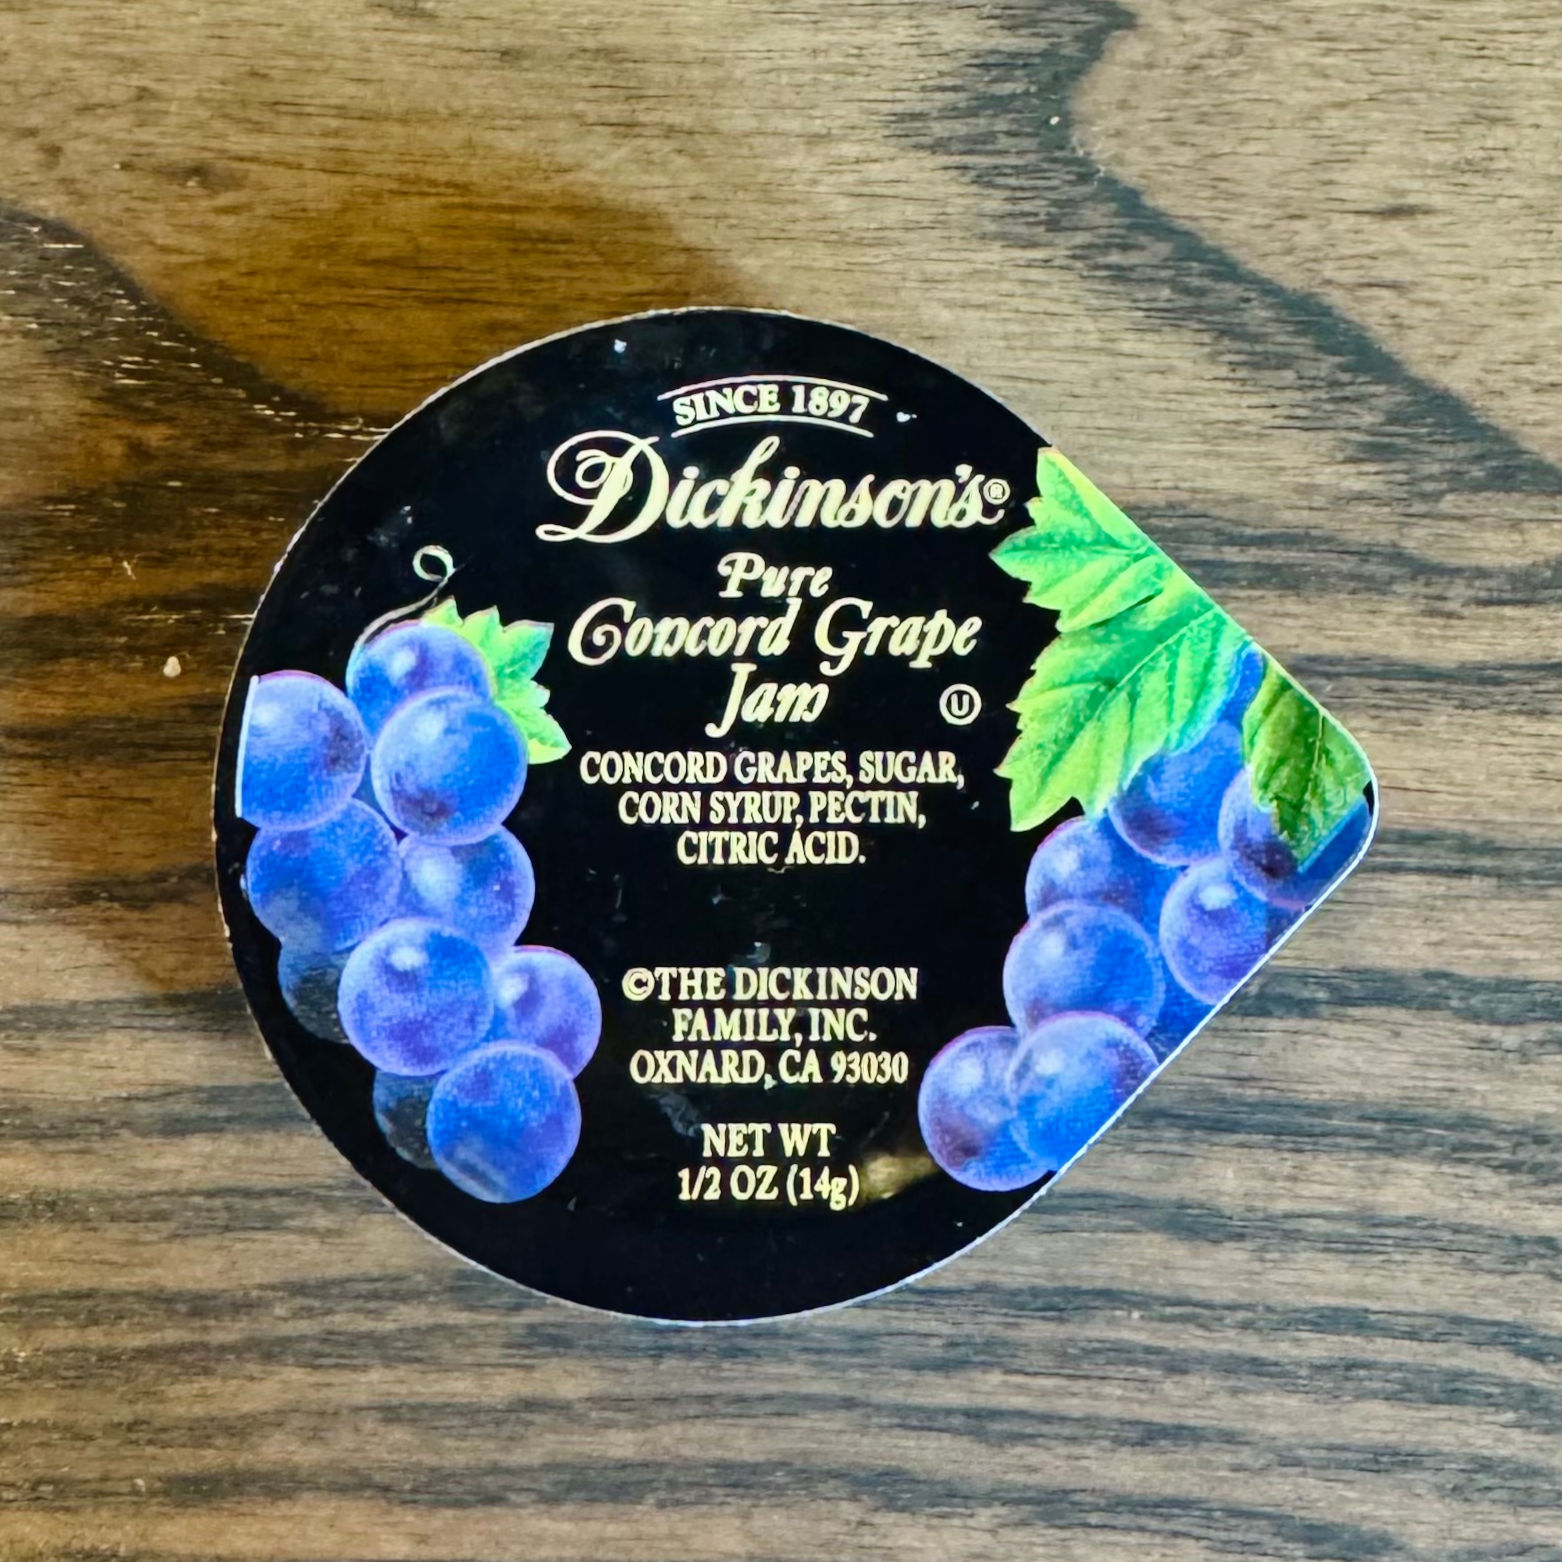 SINCE 1897
Dickinson's®
Pure
Concord Grape
Jam
Ⓤ
CONCORD GRAPES, SUGAR,
CORN SYRUP, PECTIN,
CITRIC ACID.
©THE DICKINSON
FAMILY, INC.
OXNARD, CA 93030
NET WT
1/2 OZ (14g)